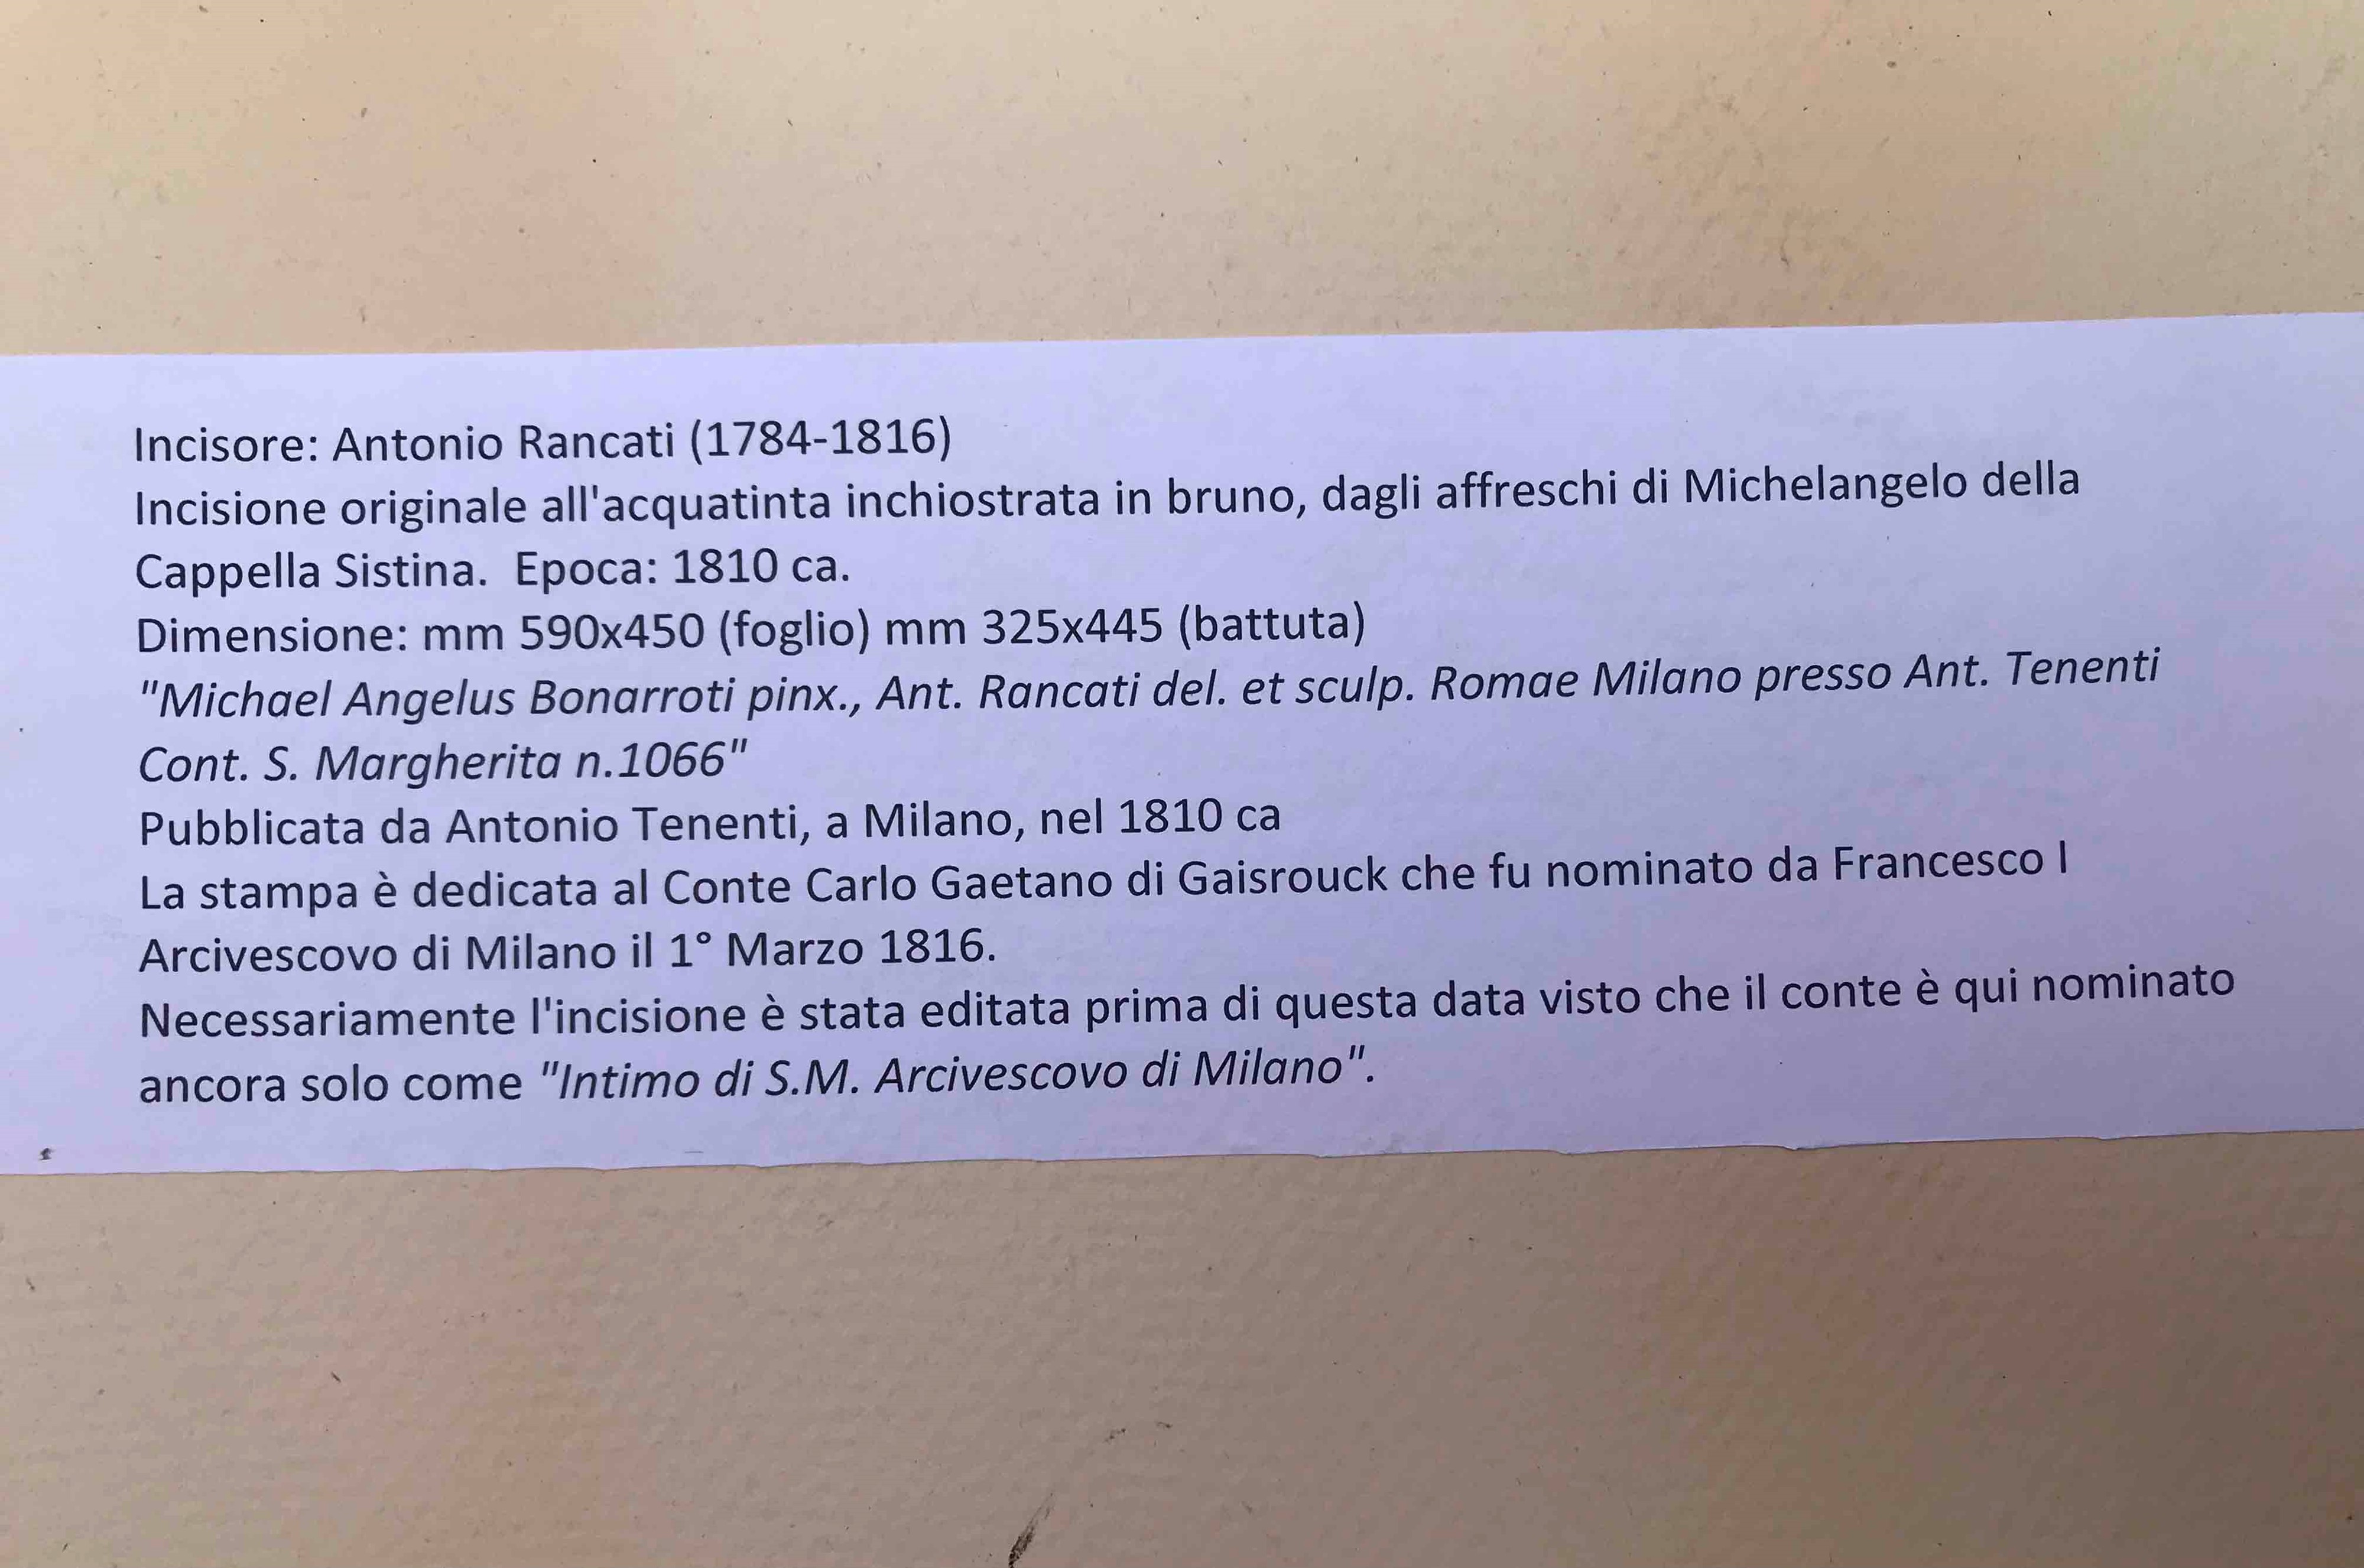 Incisore: Antonio Rancati (1784-1816)
Incisione originale all'acquatinta inchiostrata in bruno, dagli affreschi di Michelangelo della
Cappella Sistina.  Epoca: 1810 ca.
Dimensione: mm 590x450 (foglio) mm 325x445 (battuta)
"Michael Angelus Bonarroti pinx., Ant. Rancati del. et sculp. Romae Milano presso Ant. Tenenti
Cont. S. Margherita n.1066"
Pubblicata da Antonio Tenenti, a Milano, nel 1810 ca
La stampa è dedicata al Conte Carlo Gaetano di Gaisrouck che fu nominato da Francesco I
Arcivescovo di Milano il 1° Marzo 1816.
Necessariamente l'incisione è stata editata prima di questa data visto che il conte è qui nominato
ancora solo come "Intimo di S.M. Arcivescovo di Milano".